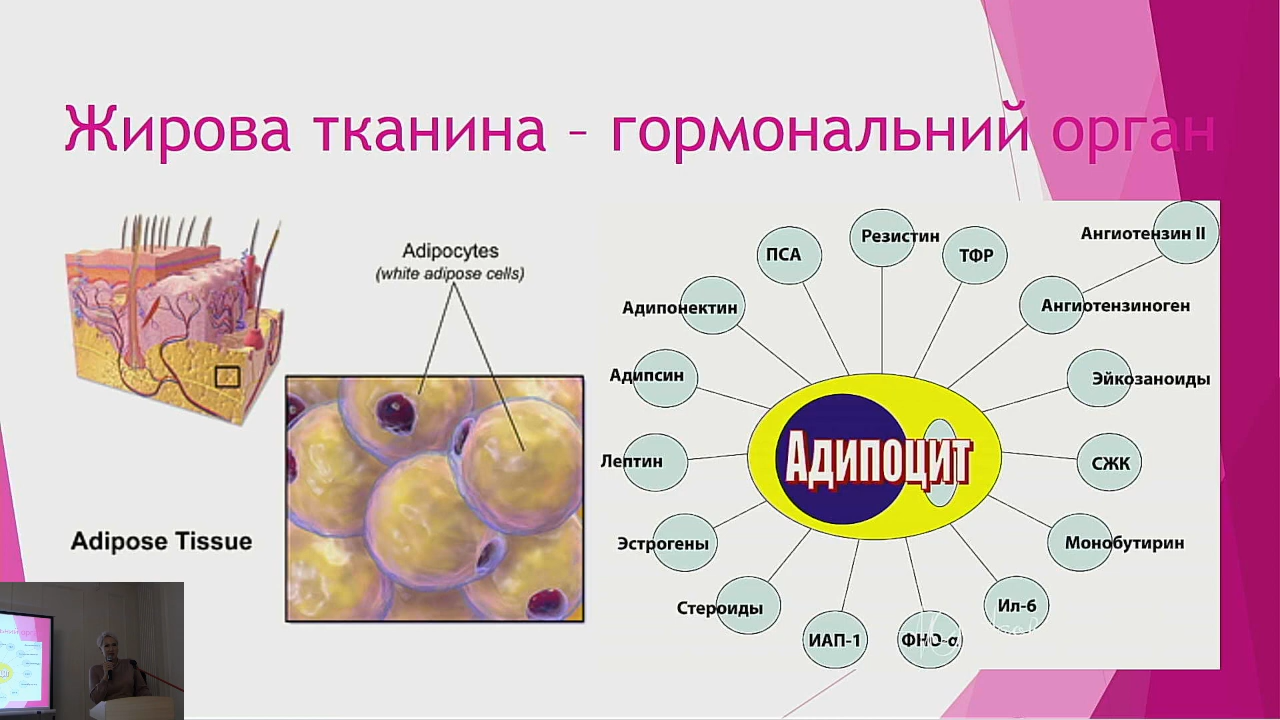 Жирова тканина – гормональний орган
Adipocytes
(white adipose cells)
Adipose Tissue
ПСА
Резистин
ТФР
Ангиотензин II
Адипонектин
Ангиотензиноген
Адипсин
Эйкозаноиды
Адипоцит
Лептин
СЖК
Эстрогены
Монобутирин
Стероиды
Ил-6
ИАП-1
ФНО-α